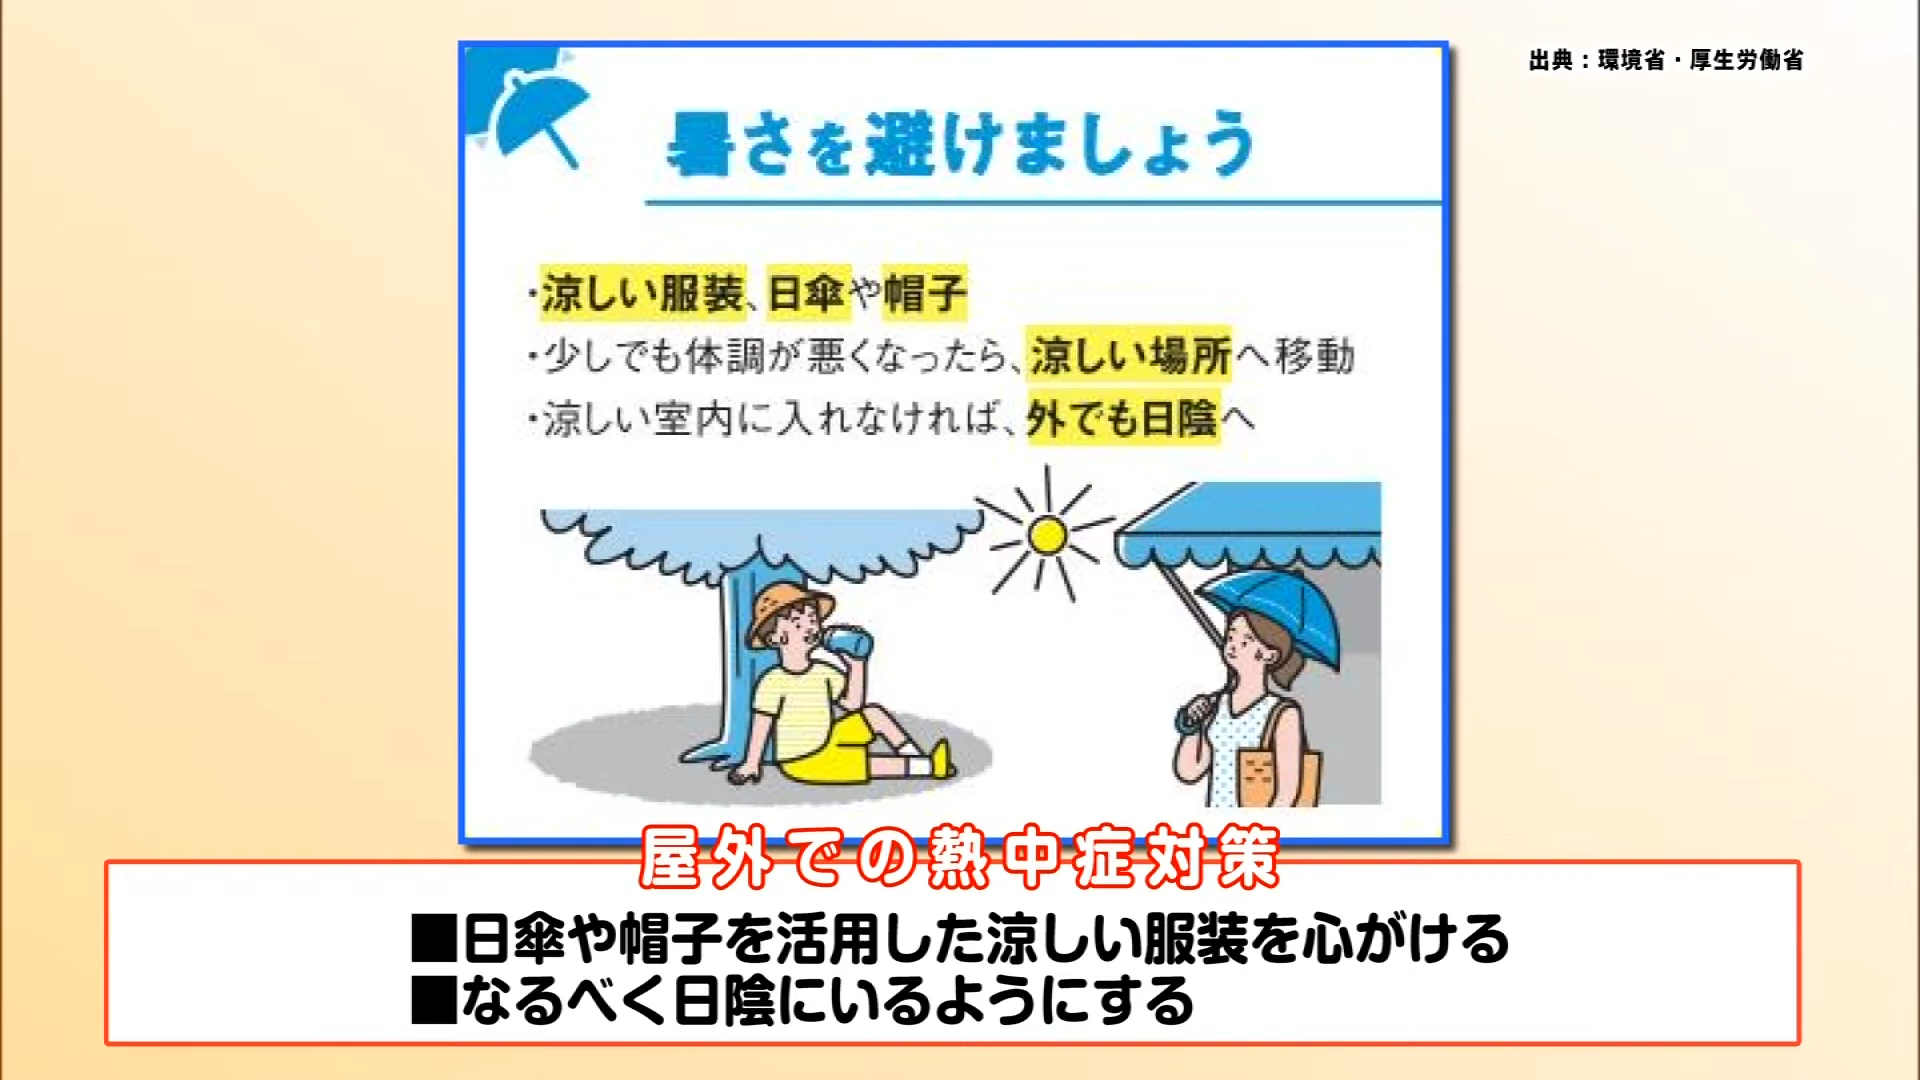 出典：環境省・厚生労働省
暑さを避けましょう
・涼しい服装、日傘や帽子
・少しでも体調が悪くなったら、涼しい場所へ移動
・涼しい室内に入れなければ、外でも日陰へ
屋外での熱中症対策
■日傘や帽子を活用した涼しい服装を心がける
■なるべく日陰にいるようにする